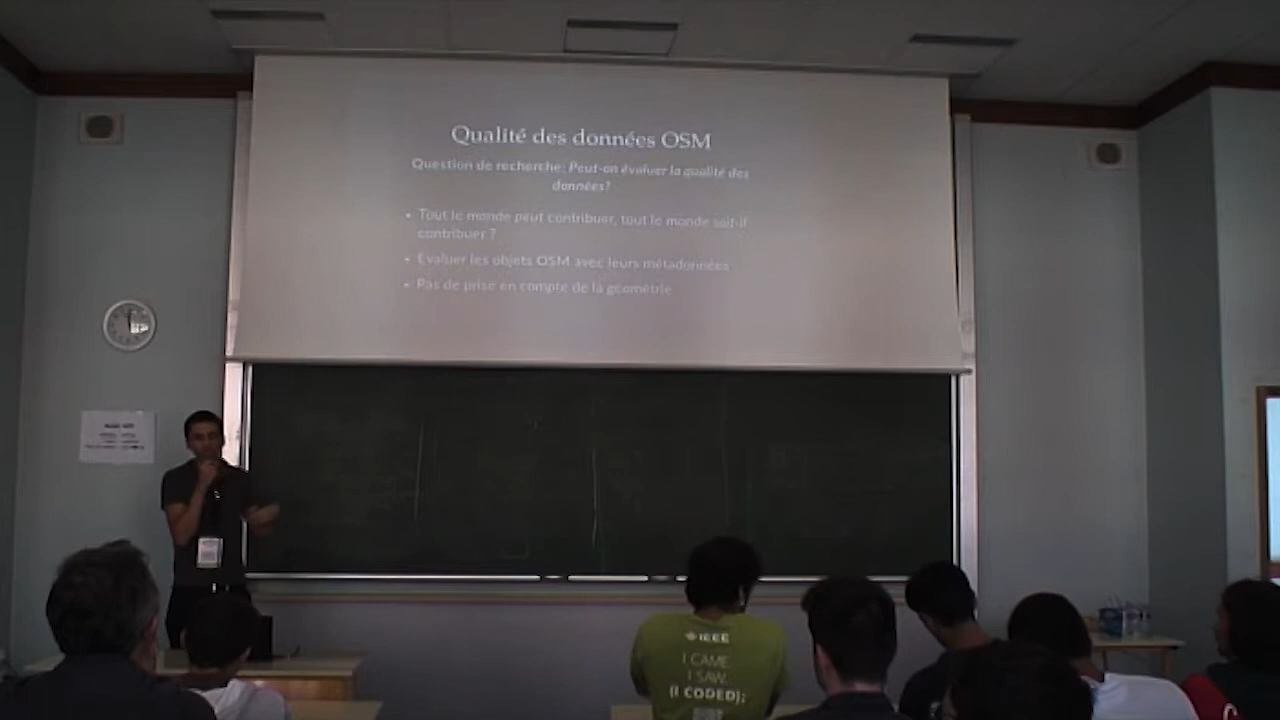 Qualité des données OSM
Question de recherche: Peut-on évaluer la qualité des
données?
• Tout le monde peut contribuer, tout le monde sait-il
contribuer ?
• Évaluer les objets OSM avec leurs métadonnées
• Pas de prise en compte de la géométrie
IEEE
I CAME.
I SAW.
{I CODED};